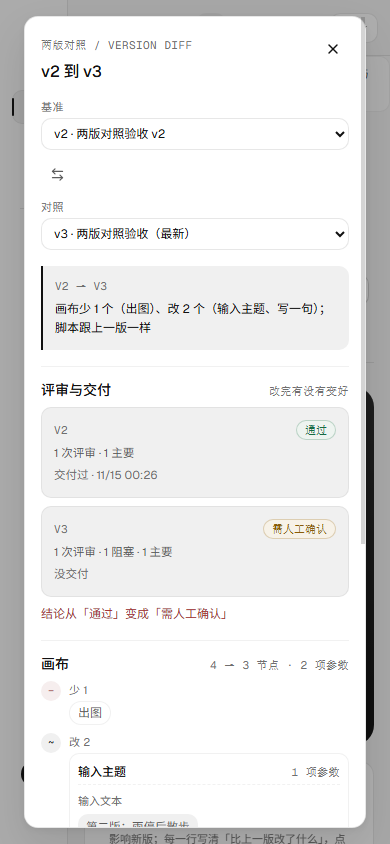 两版对照 / VERSION DIFF
v2 到 v3
基准
v2 · 两版对照验收 v2
对照
v3 · 两版对照验收（最新）
V2 → V3
画布少 1 个（出图）、改 2 个（输入主题、写一句）；
脚本跟上一版一样
评审与交付
改完有没有变好
V2
通过
1 次评审 · 1 主要
交付过 · 11/15 00:26
V3
需人工确认
1 次评审 · 1 阻塞 · 1 主要
没交付
结论从「通过」变成「需人工确认」
画布
4 → 3 节点 · 2 项参数
− 少 1
出图
~ 改 2
输入主题
1 项参数
输入文本
第二版：雨停后散步
影响新版；每一行写清「比上一版改了什么」，点